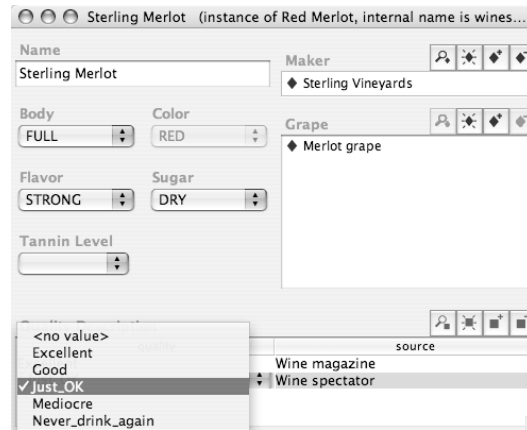 Sterling Merlot (instance of Red Merlot, internal name is wines...
Name
Sterling Merlot
Maker
Sterling Vineyards
Body
FULL
Color
RED
Grape
Merlot grape
Flavor
STRONG
Sugar
DRY
Tannin Level
quality
source
<no value>
Excellent
Good
Just_OK
Mediocre
Never_drink_again
Wine magazine
Wine spectator